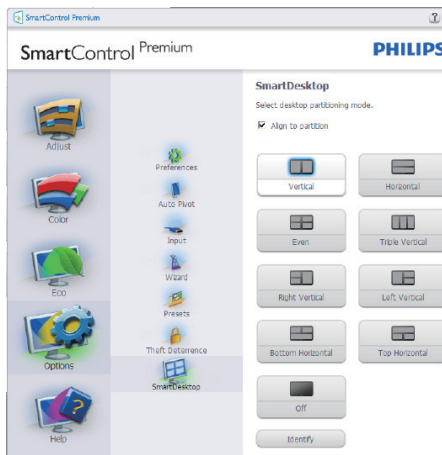 SmartControl Premium
SmartControl Premium
PHILIPS
Adjust
Color
Eco
Options
Help
Preferences
Auto Pivot
Input
Wizard
Presets
Theft Deterrence
SmartDesktop
SmartDesktop
Select desktop partitioning mode.
Align to partition
Vertical
Horizontal
Even
Triple Vertical
Right Vertical
Left Vertical
Bottom Horizontal
Top Horizontal
Off
Identify